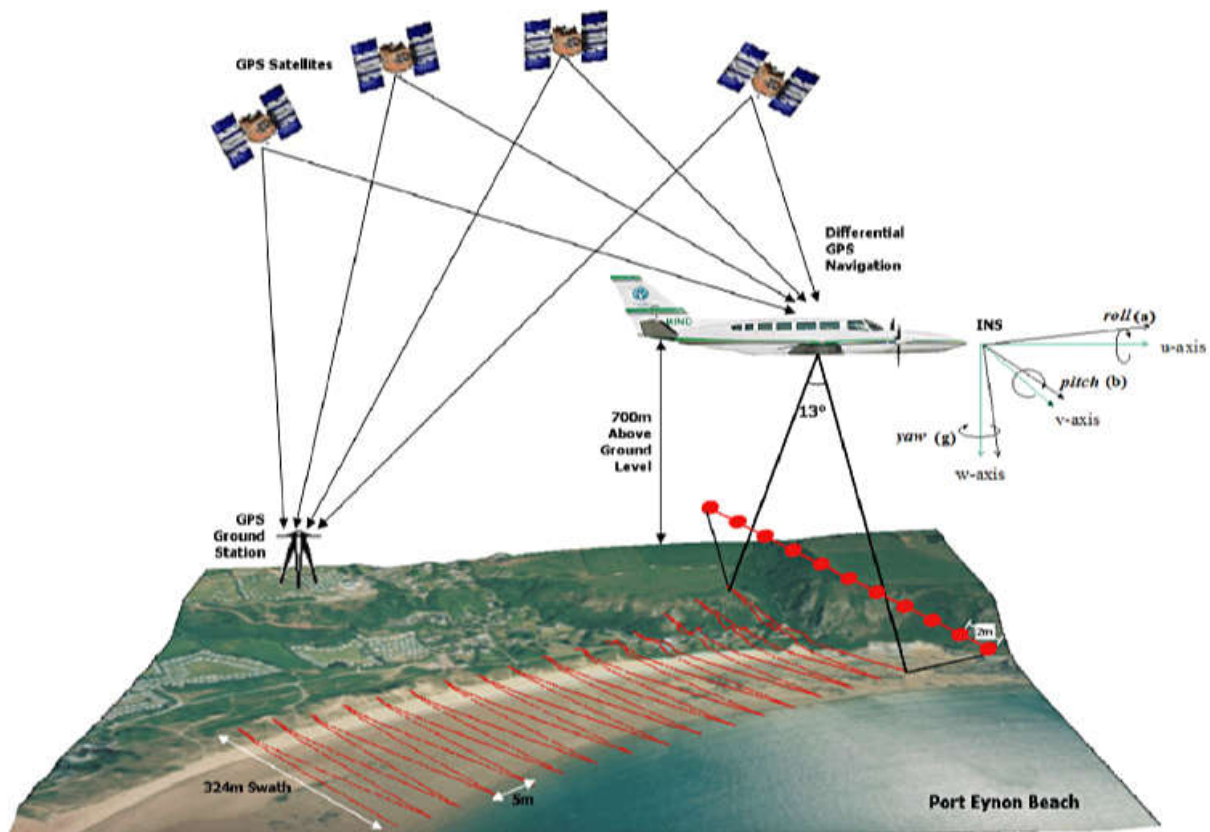 GPS Satellites
Differential
GPS
Navigation
INS
roll (a)
u-axis
pitch (b)
v-axis
yaw (g)
w-axis
13°
700m
Above
Ground
Level
GPS
Ground
Station
2m
324m Swath
5m
Port Eynon Beach